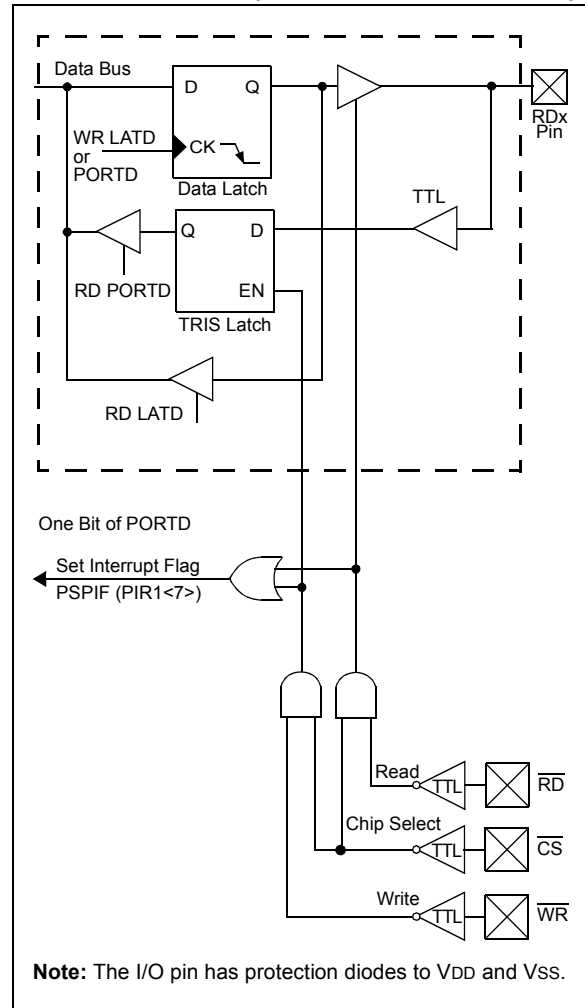 Data Bus
D
Q
RDx
Pin
WR LATD
or
PORTD
CK
Data Latch
TTL
Q
D
RD PORTD
EN
TRIS Latch
RD LATD
One Bit of PORTD
Set Interrupt Flag
PSPIF (PIR1<7>)
Read
TTL
RD
Chip Select
TTL
CS
Write
TTL
WR
Note: The I/O pin has protection diodes to VDD and VSS.